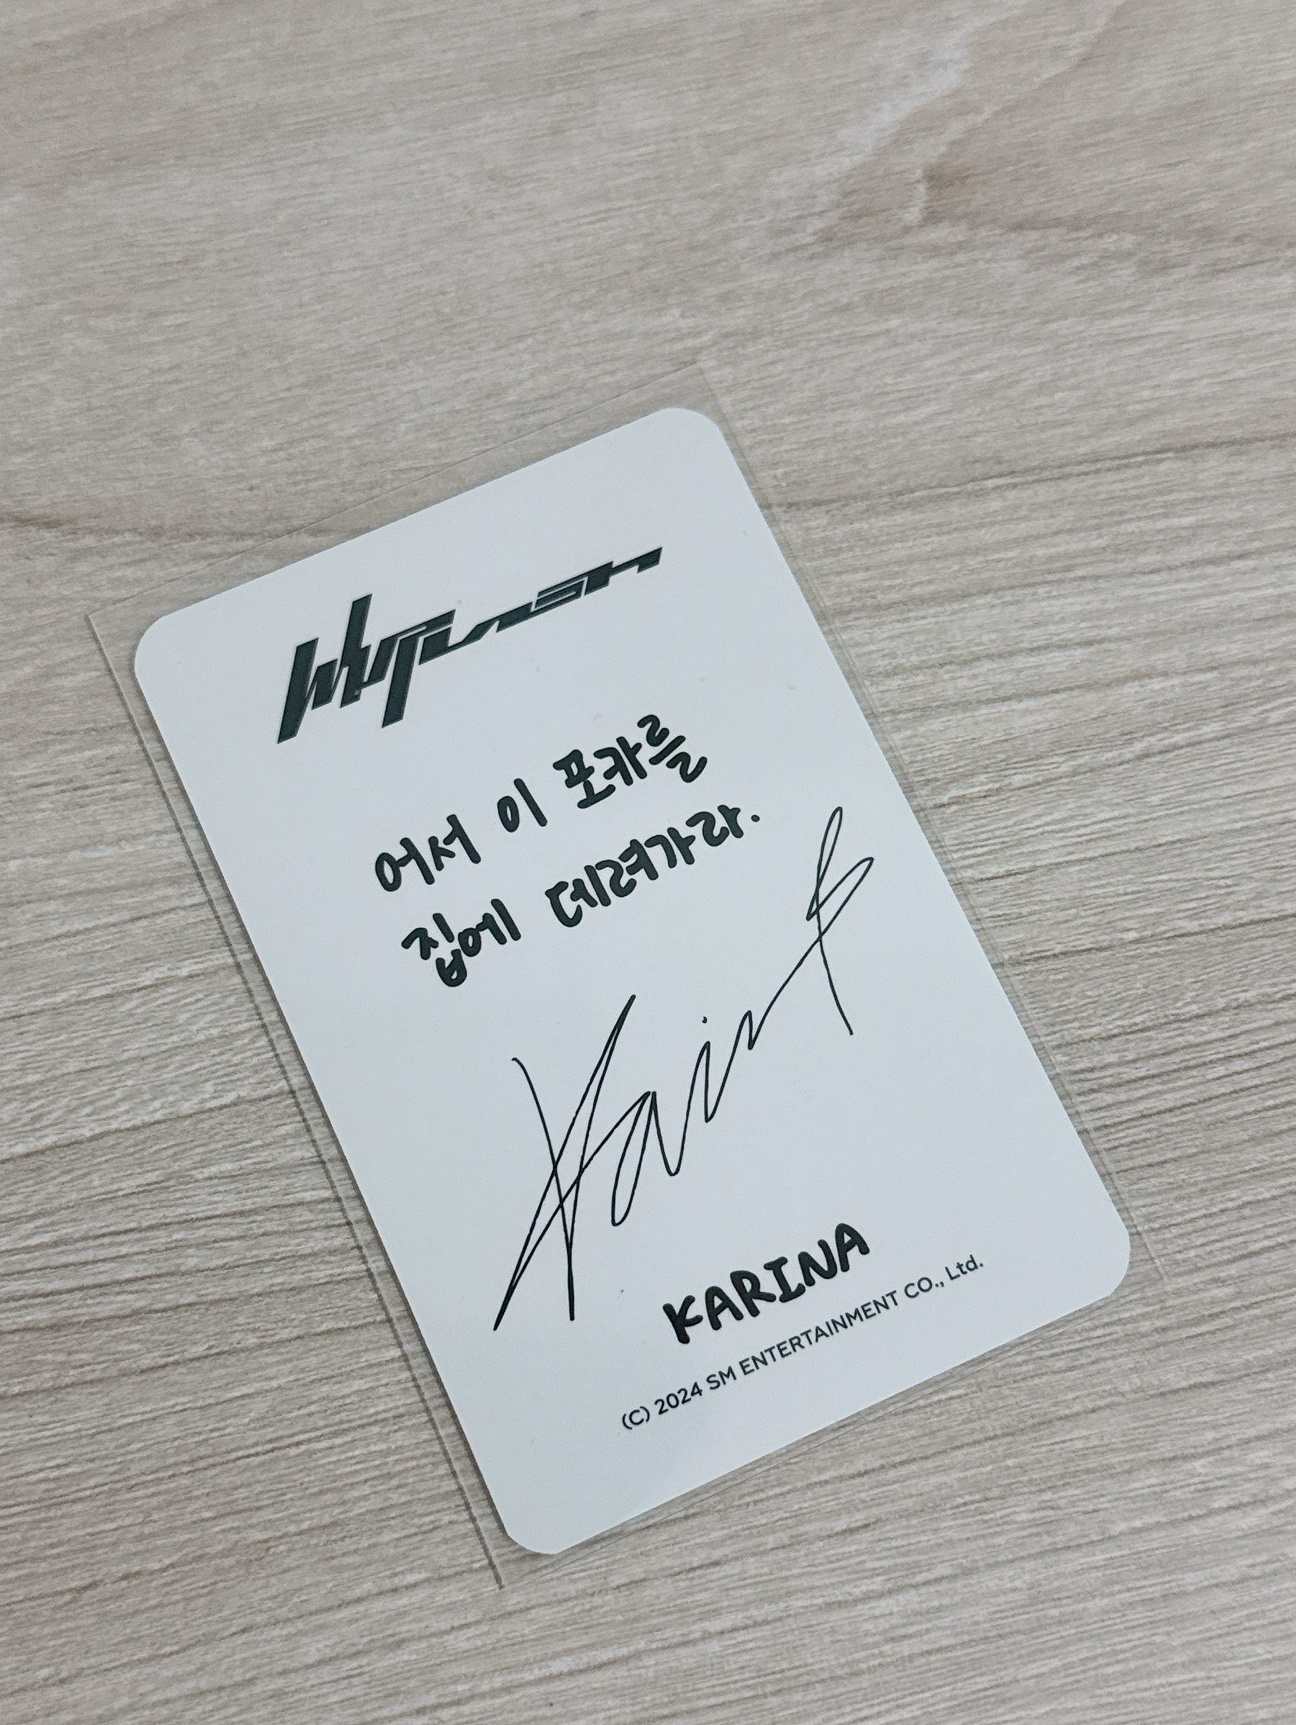 Whiplash
어서 이 포카를
집에 데려가라.
Karina
KARINA
(C) 2024 SM ENTERTAINMENT CO., Ltd.